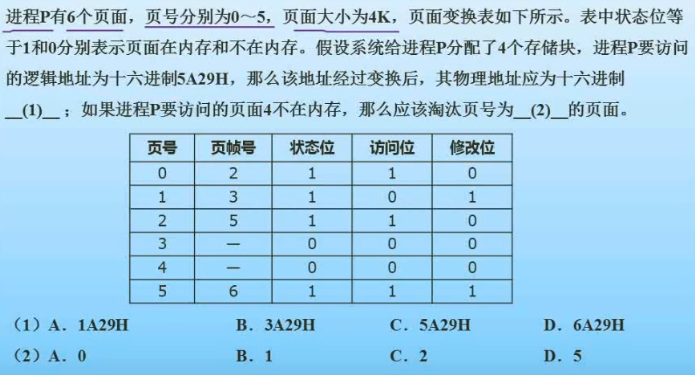 进程P有6个页面，页号分别为0～5，页面大小为4K，页面变换表如下所示。表中状态位等
于1和0分别表示页面在内存和不在内存。假设系统给进程P分配了4个存储块，进程P要访问
的逻辑地址为十六进制5A29H，那么该地址经过变换后，其物理地址应为十六进制
__(1)__；如果进程P要访问的页面4不在内存，那么应该淘汰页号为__(2)__的页面。
页号 页帧号 状态位 访问位 修改位
0 2 1 1 0
1 3 1 0 1
2 5 1 1 0
3 — 0 0 0
4 — 0 0 0
5 6 1 1 1
（1）A．1A29H B．3A29H C．5A29H D．6A29H
（2）A．0 B．1 C．2 D．5